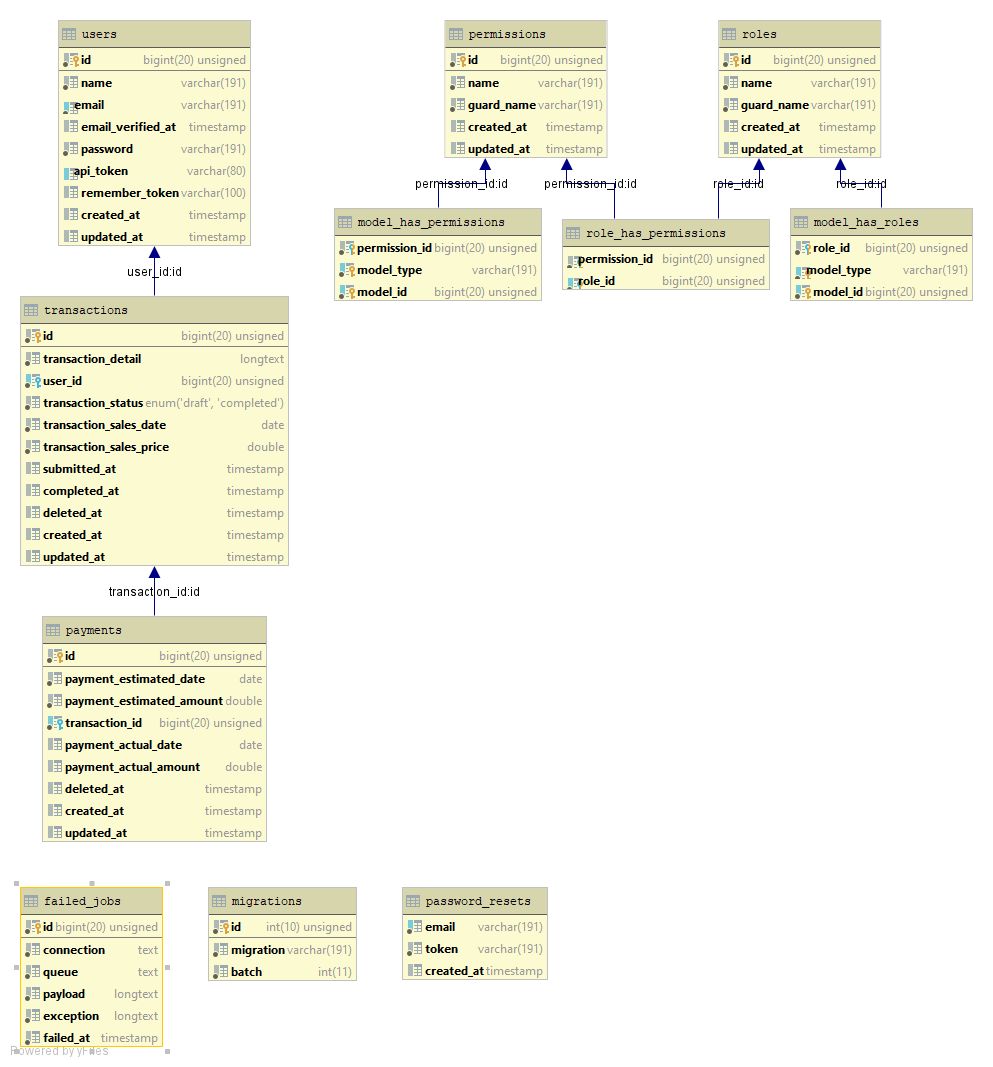 users
id bigint(20) unsigned
name varchar(191)
email varchar(191)
email_verified_at timestamp
password varchar(191)
api_token varchar(80)
remember_token varchar(100)
created_at timestamp
updated_at timestamp
permissions
id bigint(20) unsigned
name varchar(191)
guard_name varchar(191)
created_at timestamp
updated_at timestamp
roles
id bigint(20) unsigned
name varchar(191)
guard_name varchar(191)
created_at timestamp
updated_at timestamp
permission_id:id
permission_id:id
role_id:id
role_id:id
model_has_permissions
permission_id bigint(20) unsigned
model_type varchar(191)
model_id bigint(20) unsigned
role_has_permissions
permission_id bigint(20) unsigned
role_id bigint(20) unsigned
model_has_roles
role_id bigint(20) unsigned
model_type varchar(191)
model_id bigint(20) unsigned
user_id:id
transactions
id bigint(20) unsigned
transaction_detail longtext
user_id bigint(20) unsigned
transaction_status enum('draft', 'completed')
transaction_sales_date date
transaction_sales_price double
submitted_at timestamp
completed_at timestamp
deleted_at timestamp
created_at timestamp
updated_at timestamp
transaction_id:id
payments
id bigint(20) unsigned
payment_estimated_date date
payment_estimated_amount double
transaction_id bigint(20) unsigned
payment_actual_date date
payment_actual_amount double
deleted_at timestamp
created_at timestamp
updated_at timestamp
failed_jobs
id bigint(20) unsigned
connection text
queue text
payload longtext
exception longtext
failed_at timestamp
migrations
id int(10) unsigned
migration varchar(191)
batch int(11)
password_resets
email varchar(191)
token varchar(191)
created_at timestamp
Powered by yFiles